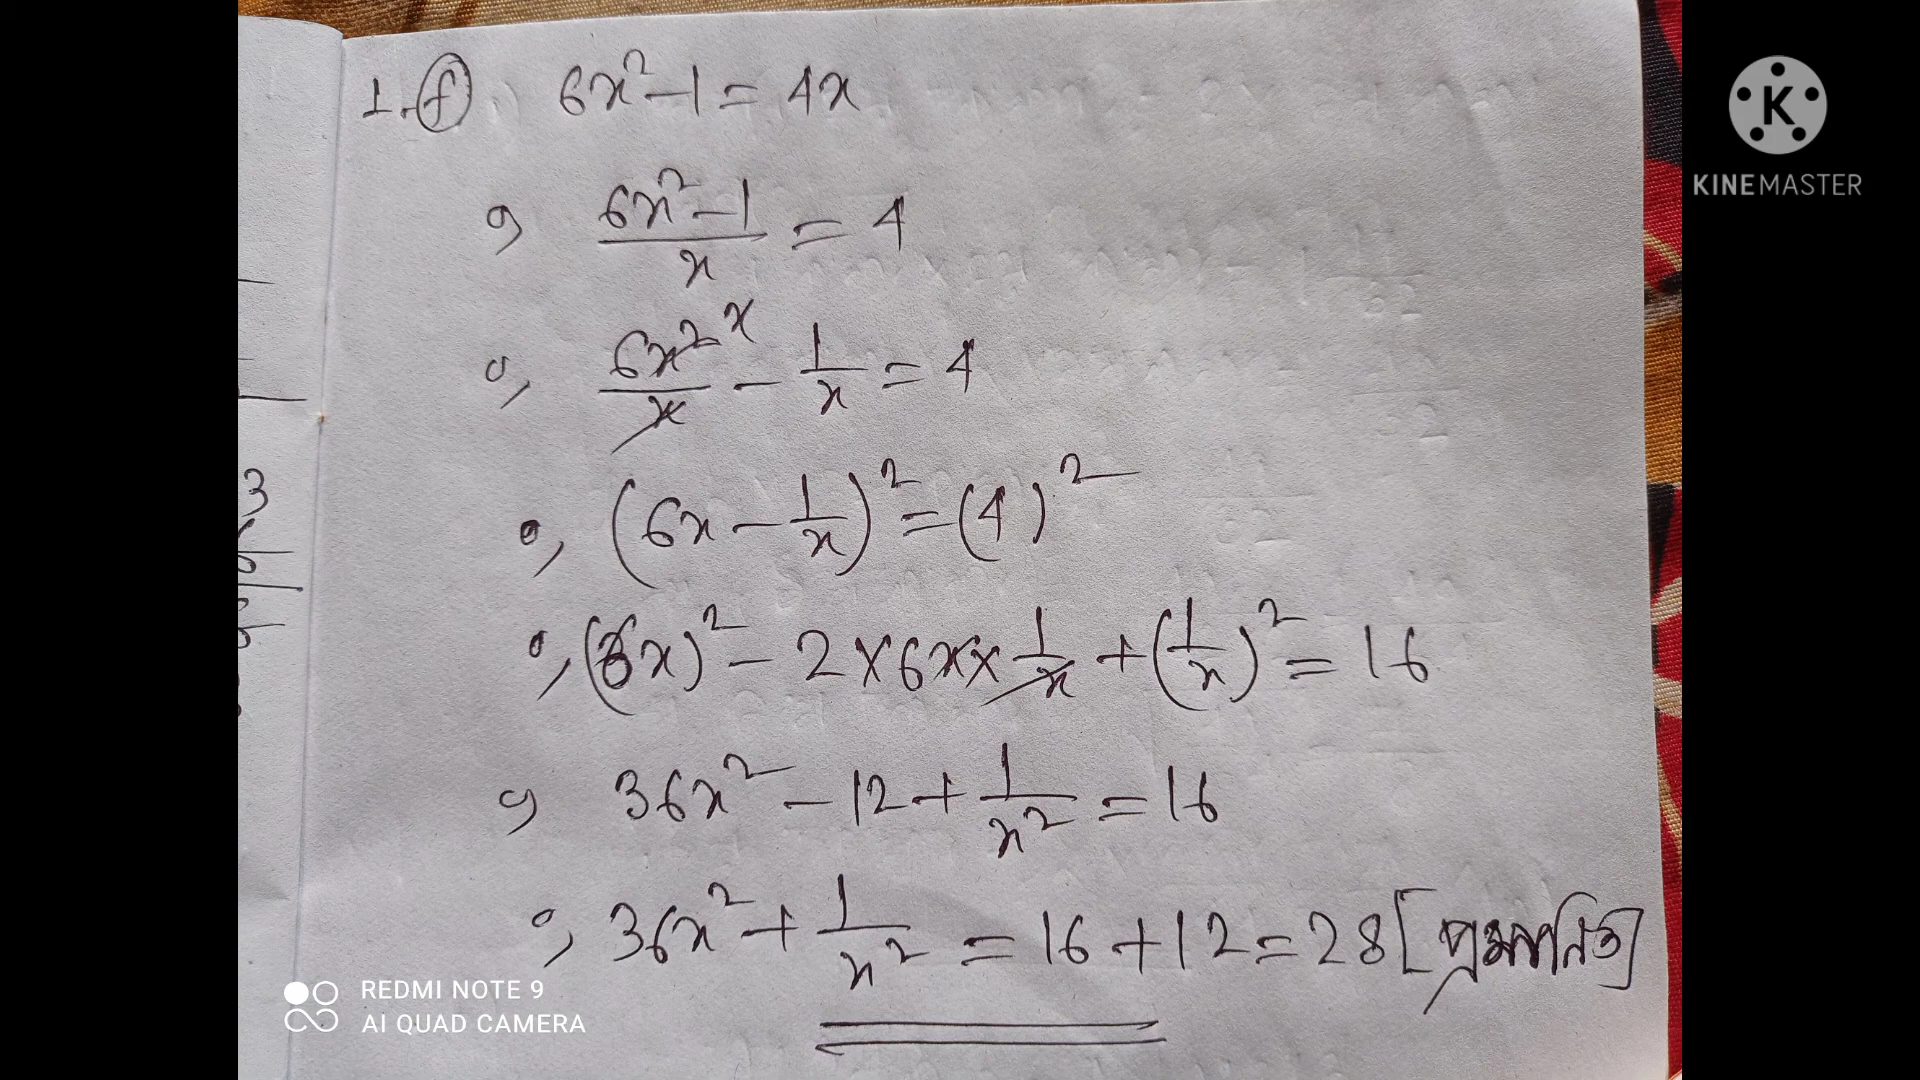 1. (f) 6x² - 1 = 4x
বা, (6x² - 1)/x = 4
বা, 6x²/x - 1/x = 4
বা, (6x - 1/x)² = (4)²
বা, (6x)² - 2 × 6x × 1/x + (1/x)² = 16
বা, 36x² - 12 + 1/x² = 16
বা, 36x² + 1/x² = 16 + 12 = 28 [প্রমাণিত]
REDMI NOTE 9
AI QUAD CAMERA
K
KINEMASTER